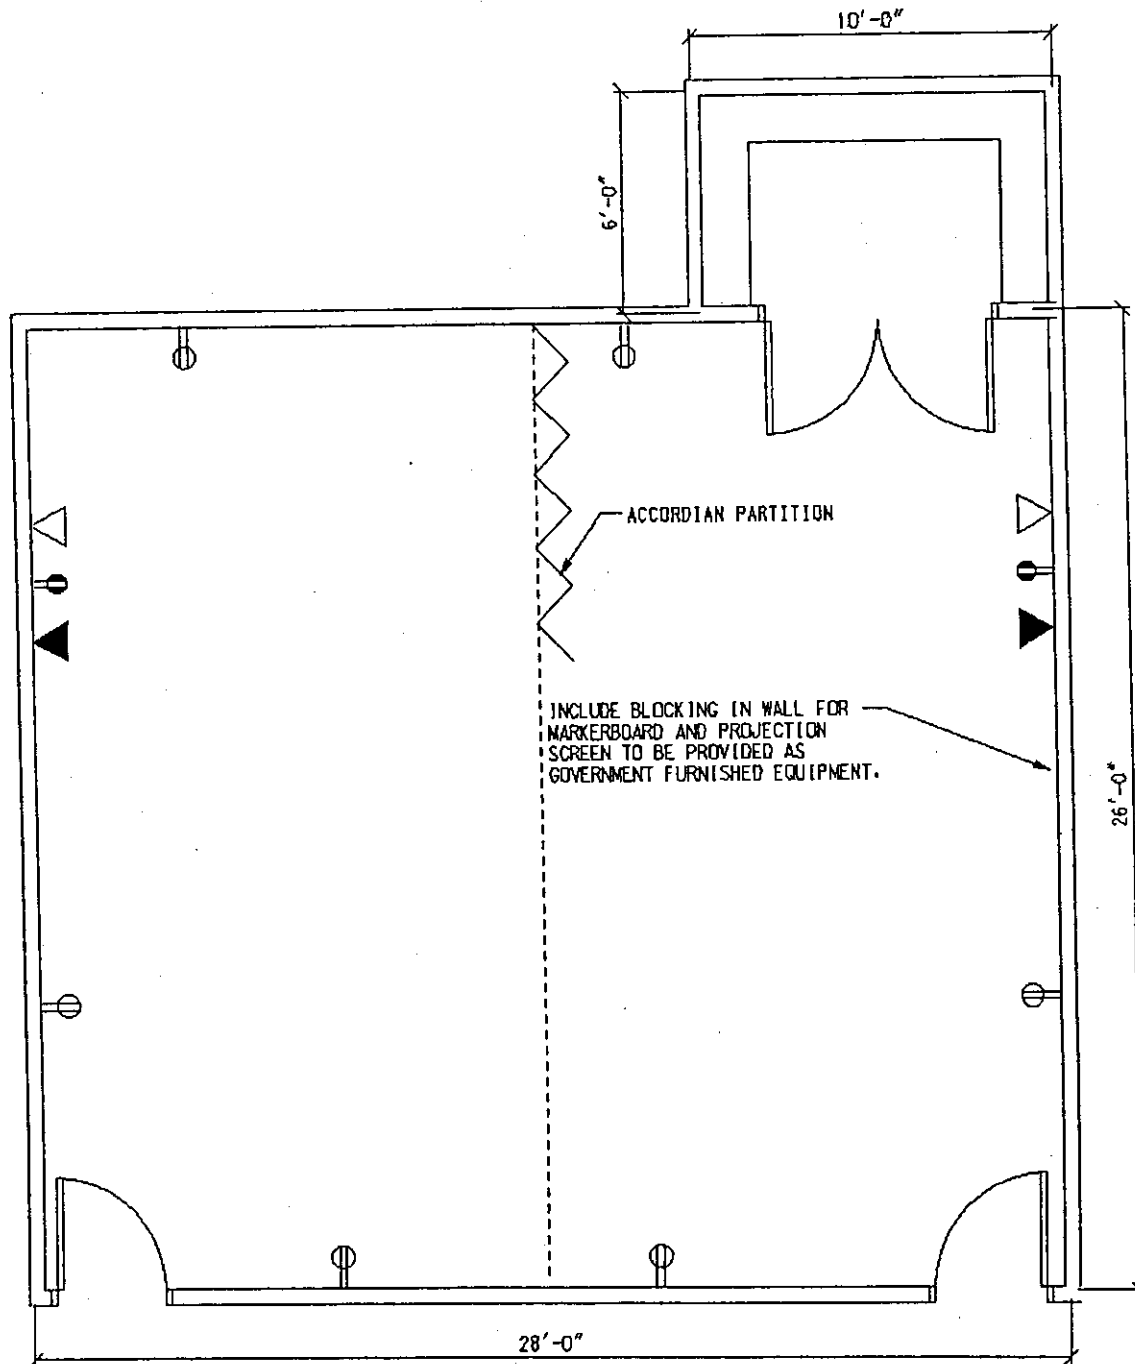 10'-0"
6'-0"
ACCORDIAN PARTITION
INCLUDE BLOCKING IN WALL FOR
MARKERBOARD AND PROJECTION
SCREEN TO BE PROVIDED AS
GOVERNMENT FURNISHED EQUIPMENT.
26'-0"
28'-0"